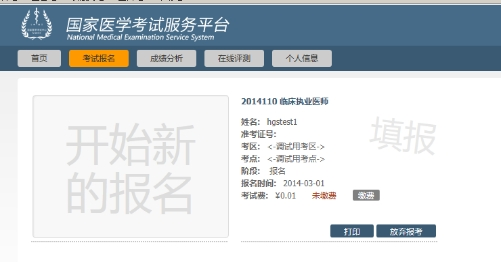 国家医学考试服务平台
National Medical Examination Service System
首页 考试报名 成绩分析 在线评测 个人信息
开始新
的报名
2014110 临床执业医师
填报
姓名： hgstest1
准考证号：
考区： <-调试用考区->
考点： <-调试用考点->
阶段： 报名
报名时间： 2014-03-01
考试费： ¥0.01 未缴费 缴费
打印 放弃报考